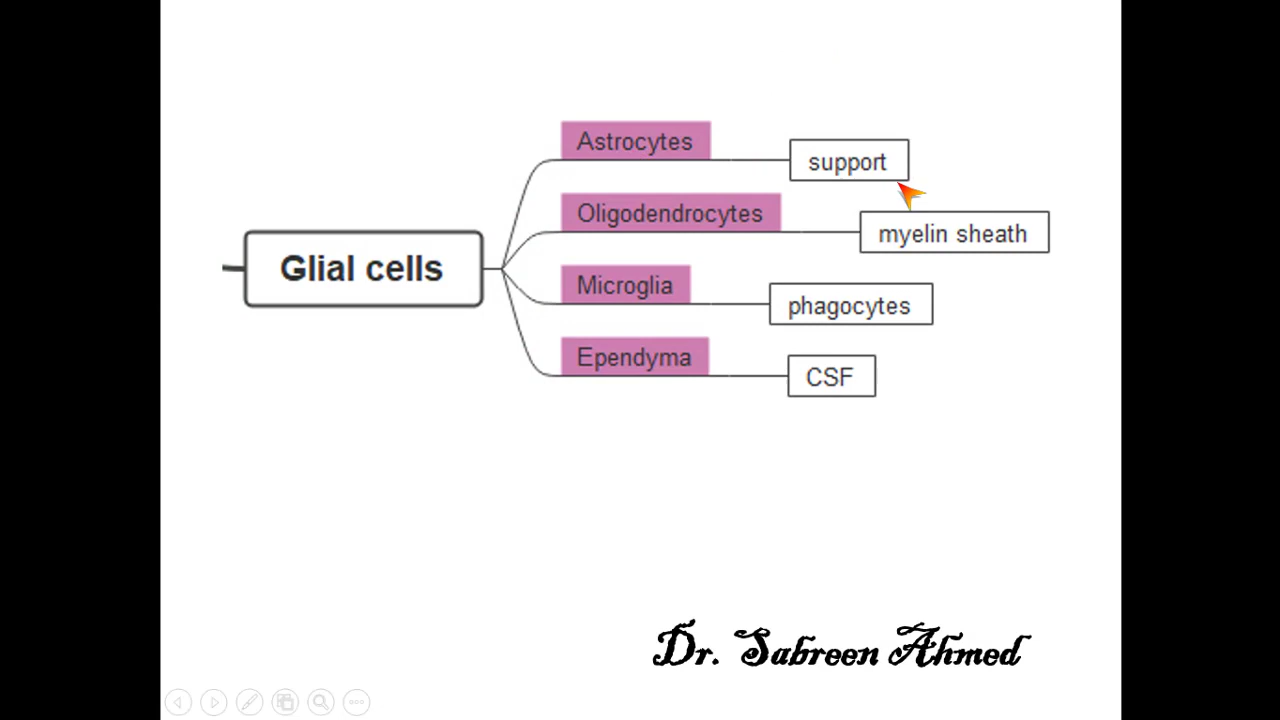 Astrocytes
support
Oligodendrocytes
myelin sheath
Glial cells
Microglia
phagocytes
Ependyma
CSF
Dr. Sabreen Ahmed